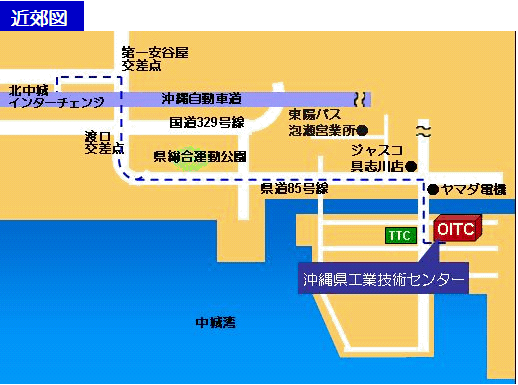 近郊図
第一安谷屋
交差点
北中城
インターチェンジ
沖縄自動車道
国道329号線
東陽バス
泡瀬営業所
渡口
交差点
県総合運動公園
ジャスコ
具志川店
県道85号線
ヤマダ電機
TTC
OITC
沖縄県工業技術センター
中城湾